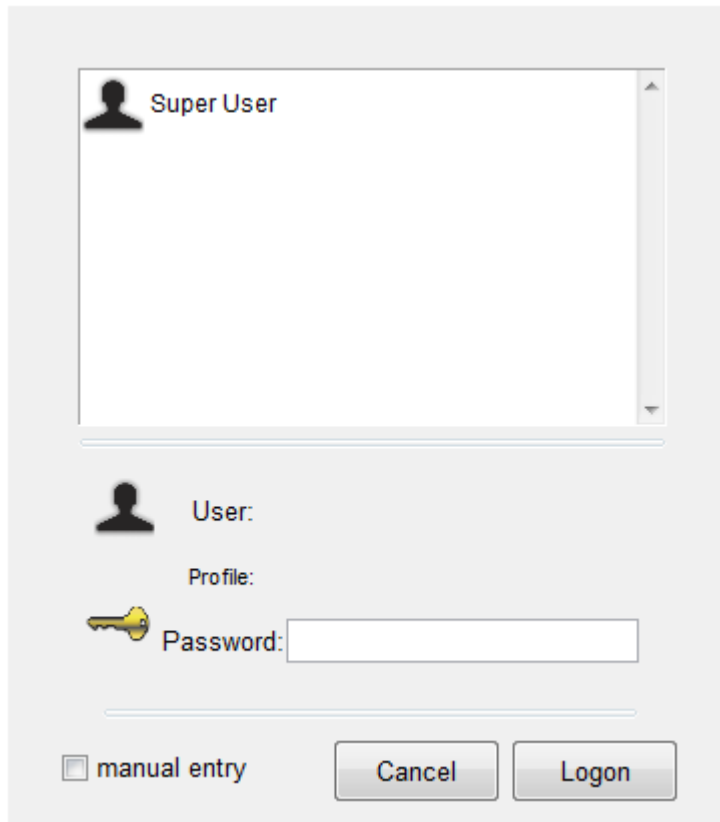 Super User
User:
Profile:
Password:
manual entry
Cancel
Logon